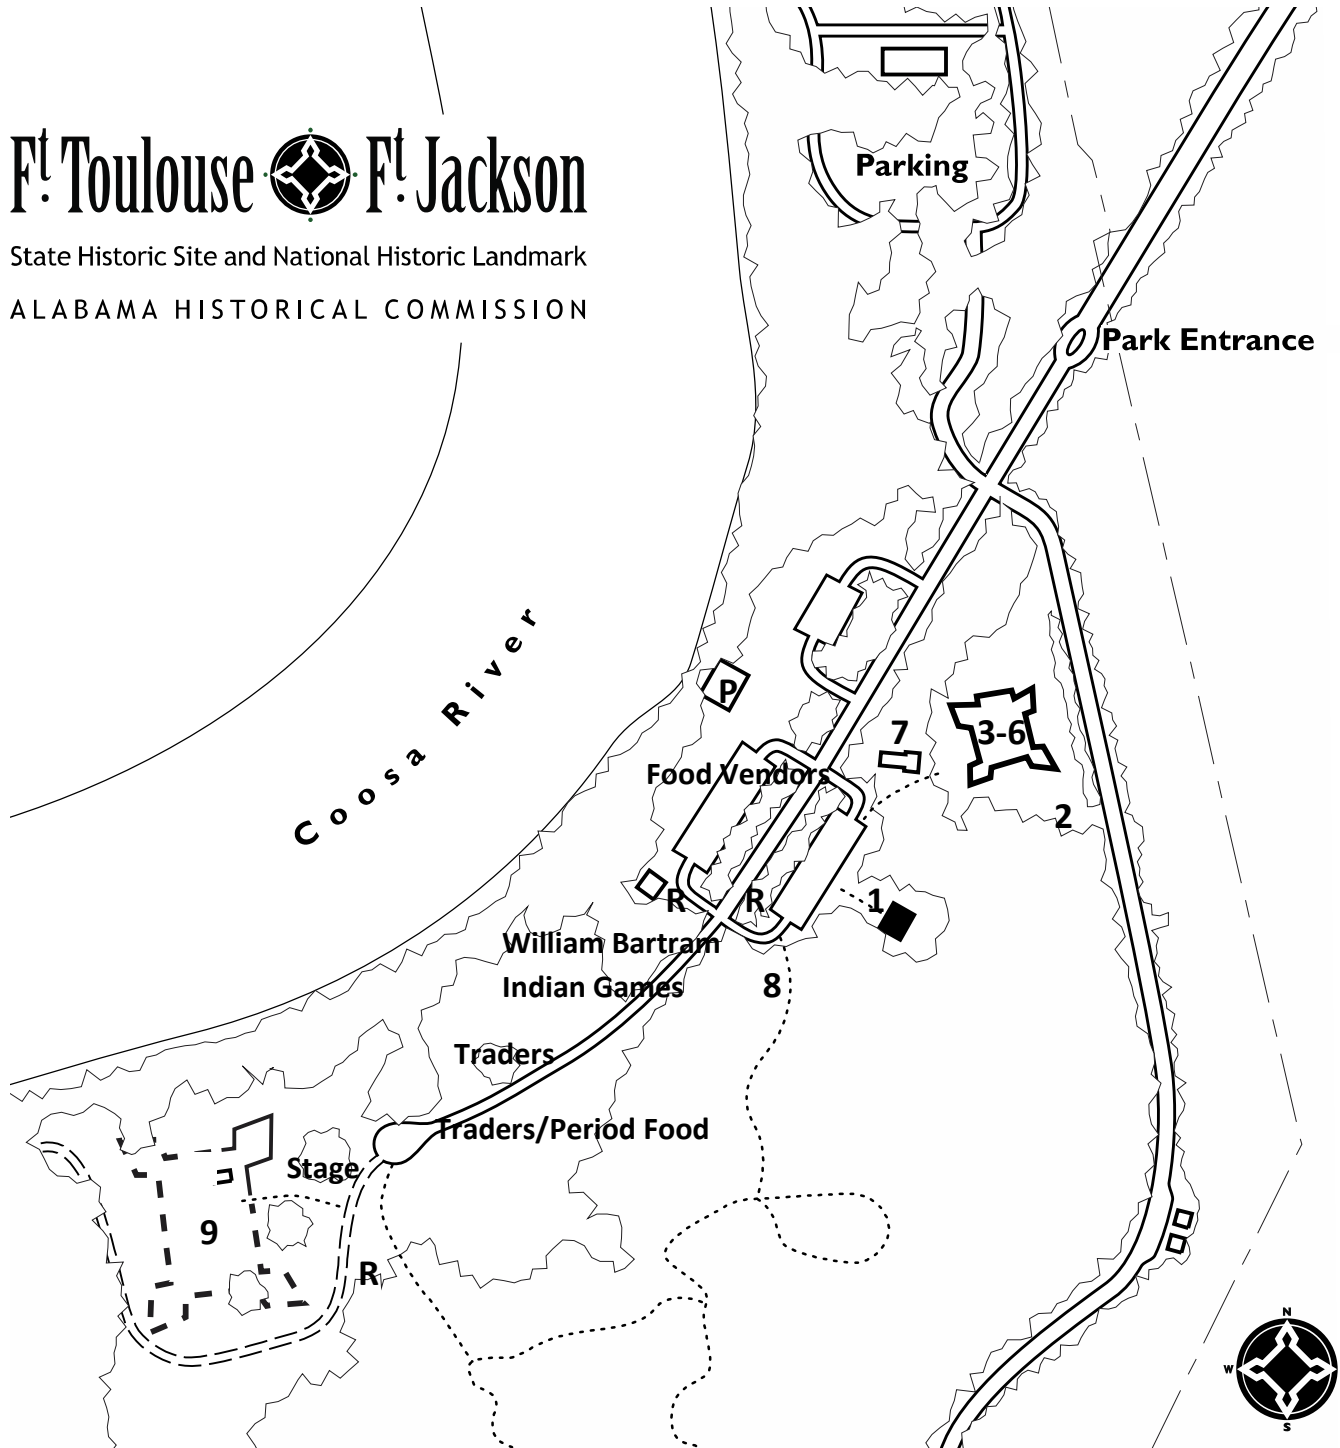 Parking
Ft. Toulouse Ft. Jackson
State Historic Site and National Historic Landmark
ALABAMA HISTORICAL COMMISSION
Park Entrance
Coosa River
P
7
3-6
Food Vendors
2
R
R
1
William Bartram
Indian Games
8
Traders
Traders/Period Food
Stage
9
R
N
W
S